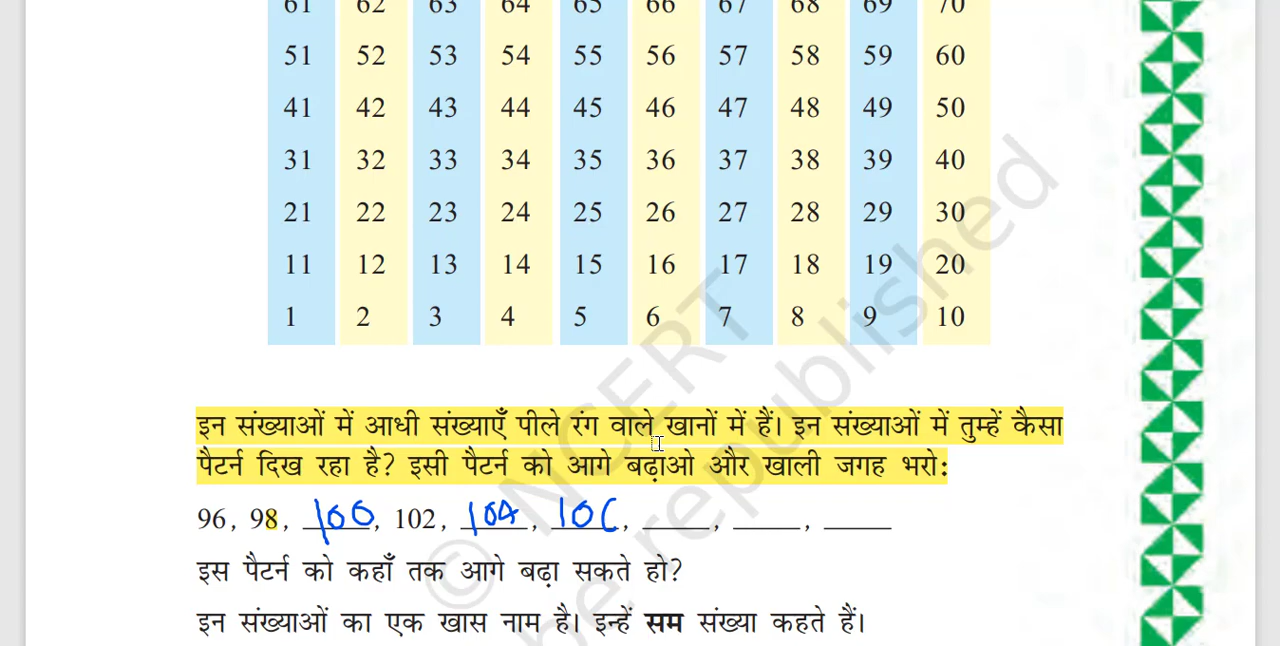 61 62 63 64 65 66 67 68 69 70
51 52 53 54 55 56 57 58 59 60
41 42 43 44 45 46 47 48 49 50
31 32 33 34 35 36 37 38 39 40
21 22 23 24 25 26 27 28 29 30
11 12 13 14 15 16 17 18 19 20
1 2 3 4 5 6 7 8 9 10
इन संख्याओं में आधी संख्याएँ पीले रंग वाले खानों में हैं। इन संख्याओं में तुम्हें कैसा
पैटर्न दिख रहा है? इसी पैटर्न को आगे बढ़ाओ और खाली जगह भरो:
96, 98, 100, 102, 104, 10, ____, ____, ____
इस पैटर्न को कहाँ तक आगे बढ़ा सकते हो?
इन संख्याओं का एक खास नाम है। इन्हें सम संख्या कहते हैं।
© NCERT
be republished